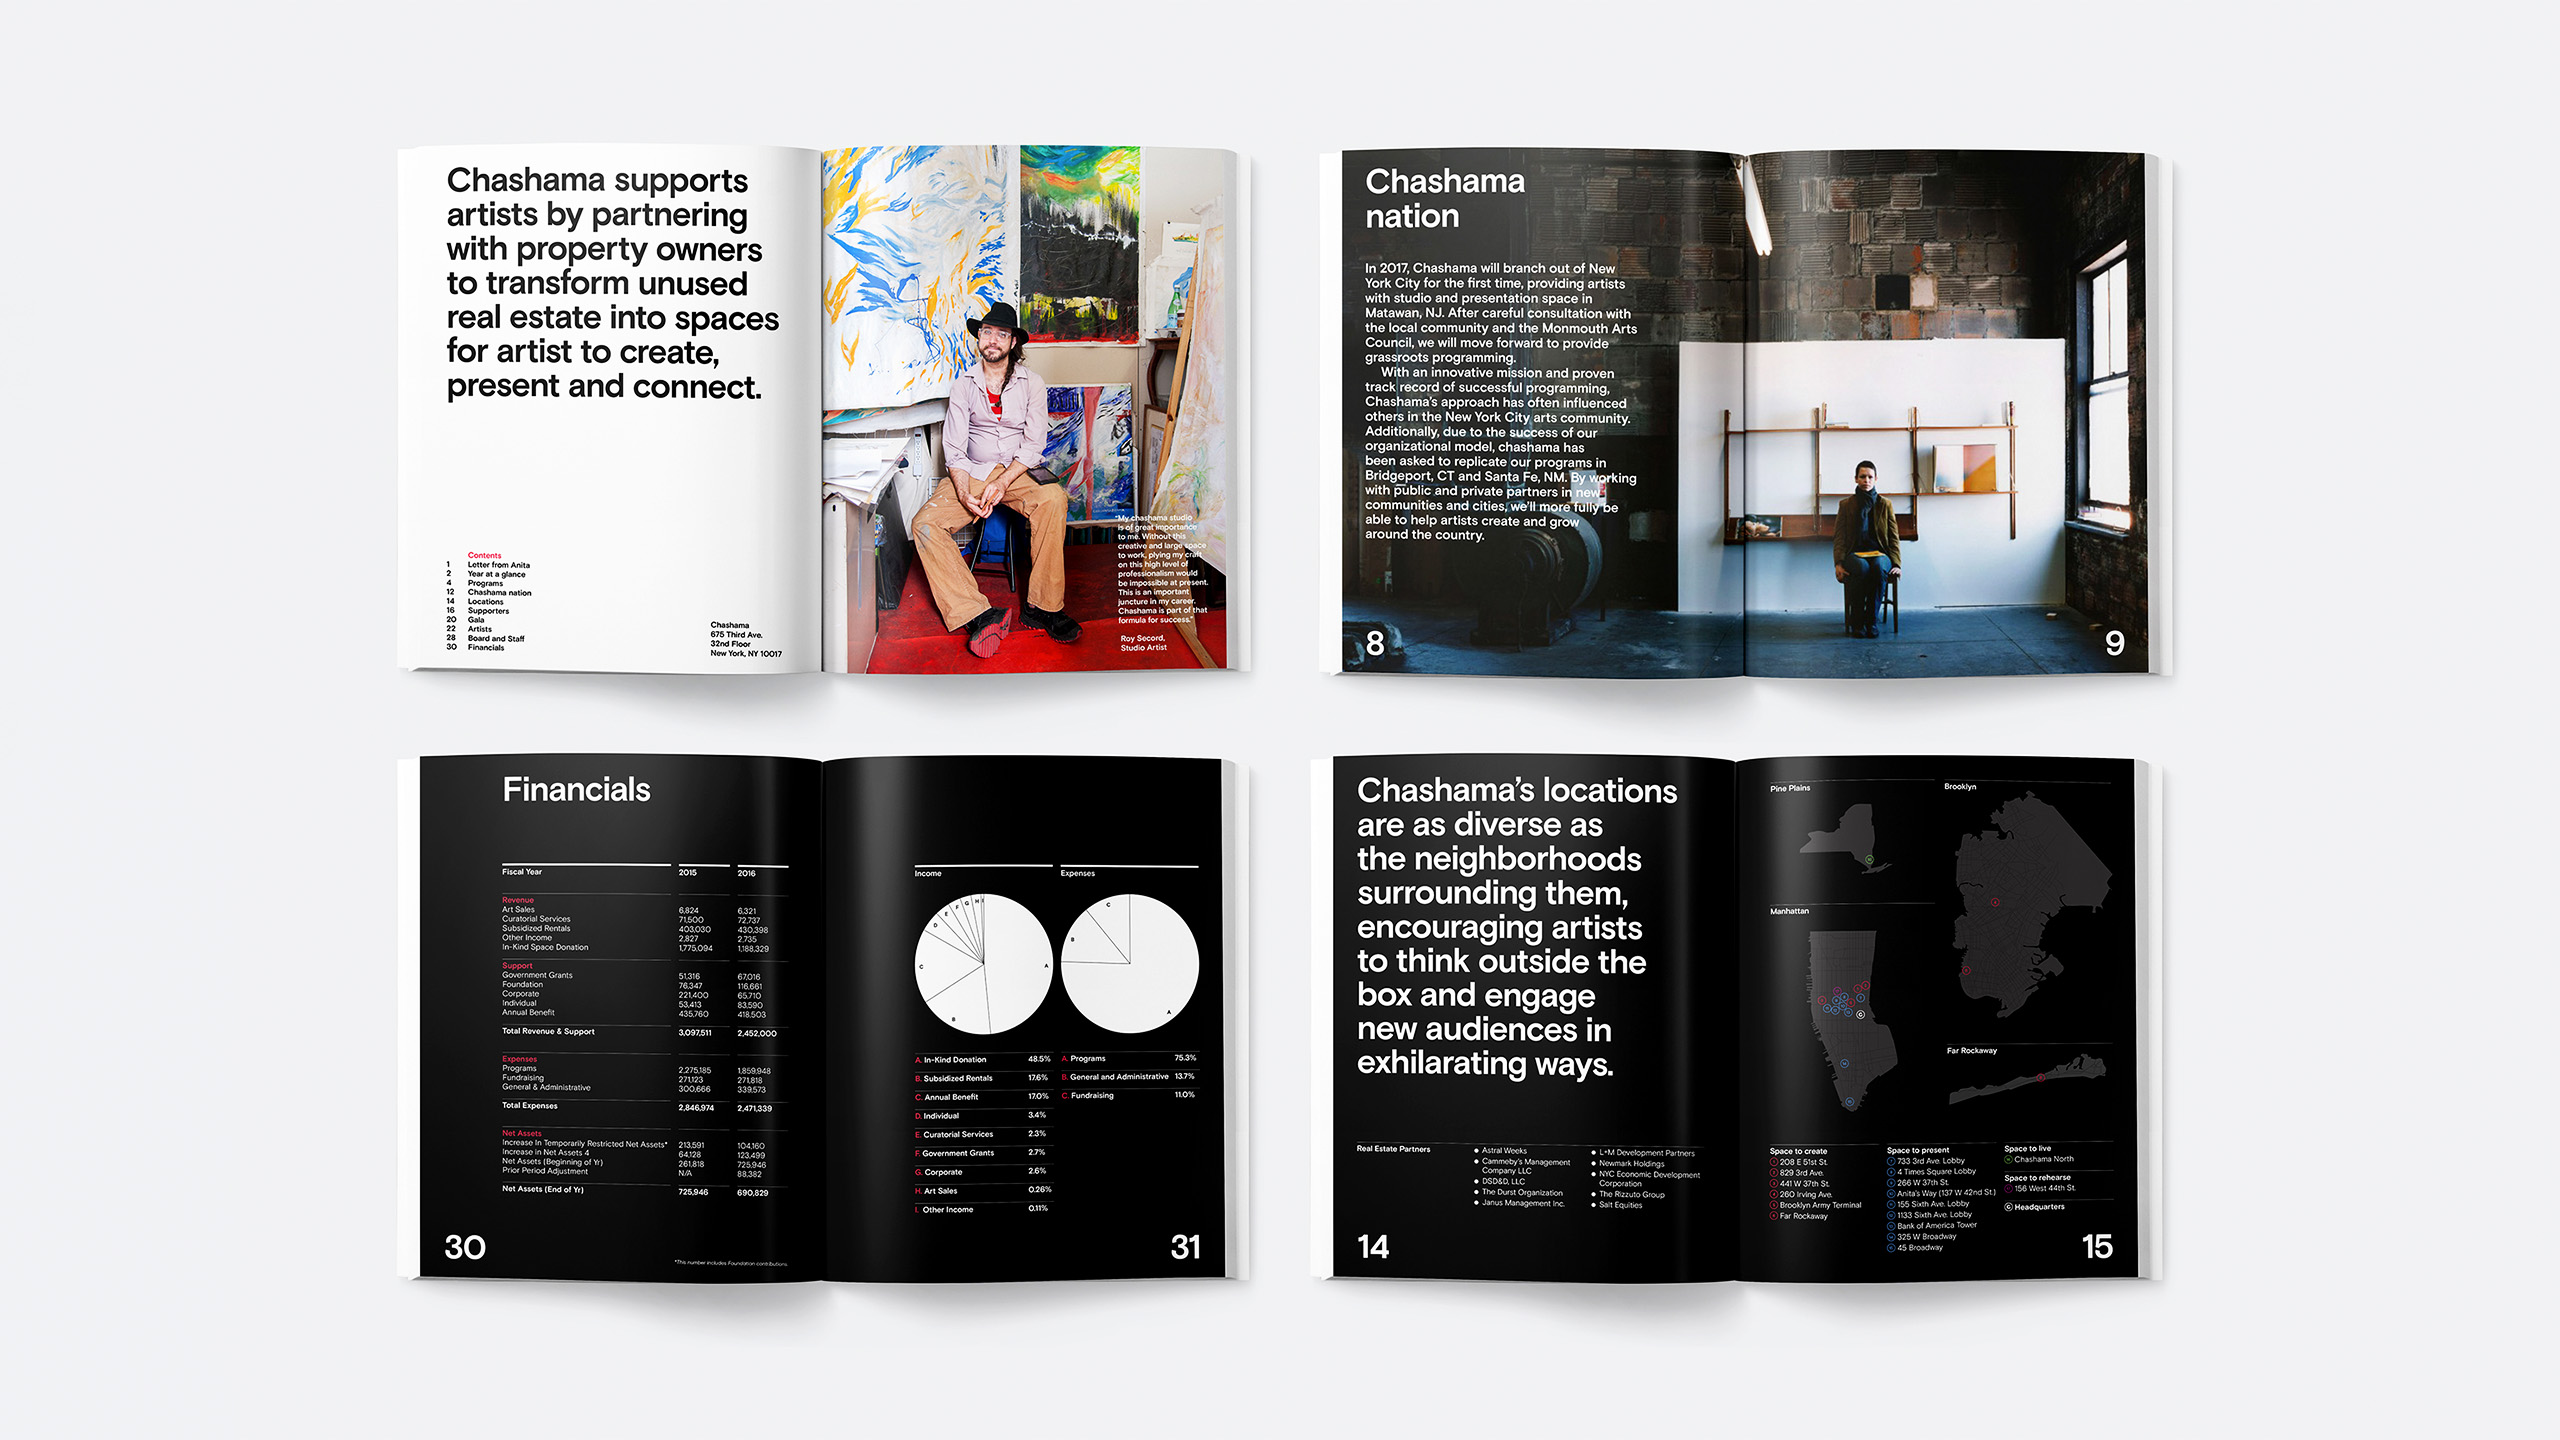 Chashama supports
artists by partnering
with property owners
to transform unused
real estate into spaces
for artist to create,
present and connect.
Contents
1 Letter from Anita
2 Year at a glance
4 Programs
12 Chashama nation
14 Locations
16 Supporters
20 Gala
22 Artists
28 Board and Staff
30 Financials
Chashama
675 Third Ave.
32nd Floor
New York, NY 10017
"My chashama studio
is of great importance
to me. Without this
creative and large space
to work, plying my craft
on this high level of
professionalism would
be impossible at present.
This is an important
juncture in my career.
Chashama is part of that
formula for success."
Roy Secord,
Studio Artist
Chashama
nation
In 2017, Chashama will branch out of New
York City for the first time, providing artists
with studio and presentation space in
Matawan, NJ. After careful consultation with
the local community and the Monmouth Arts
Council, we will move forward to provide
grassroots programming.
With an innovative mission and proven
track record of successful programming,
Chashama's approach has often influenced
others in the New York City arts community.
Additionally, due to the success of our
organizational model, chashama has
been asked to replicate our programs in
Bridgeport, CT and Santa Fe, NM. By working
with public and private partners in new
communities and cities, we'll more fully be
able to help artists create and grow
around the country.
8
9
Financials
Fiscal Year 2015 2016
Revenue
Art Sales 6,824 6,321
Curatorial Services 71,500 72,737
Subsidized Rentals 403,030 430,398
Other Income 2,827 2,735
In-Kind Space Donation 1,775,094 1,188,329
Support
Government Grants 51,316 67,016
Foundation 76,347 116,661
Corporate 221,400 65,710
Individual 53,413 83,590
Annual Benefit 435,760 418,503
Total Revenue & Support 3,097,511 2,452,000
Expenses
Programs 2,275,185 1,859,948
Fundraising 271,123 271,818
General & Administrative 300,666 339,573
Total Expenses 2,846,974 2,471,339
Net Assets
Increase In Temporarily Restricted Net Assets* 213,591 104,160
Increase in Net Assets 4 64,128 123,499
Net Assets (Beginning of Yr) 261,818 725,946
Prior Period Adjustment N/A 88,382
Net Assets (End of Yr) 725,946 690,829
30
*This number includes Foundation contributions.
Income
A
B
C
D
E
F
G
H
I
Expenses
A
B
C
A. In-Kind Donation 48.5%
B. Subsidized Rentals 17.6%
C. Annual Benefit 17.0%
D. Individual 3.4%
E. Curatorial Services 2.3%
F. Government Grants 2.7%
G. Corporate 2.6%
H. Art Sales 0.26%
I. Other Income 0.11%
A. Programs 75.3%
B. General and Administrative 13.7%
C. Fundraising 11.0%
31
Chashama's locations
are as diverse as
the neighborhoods
surrounding them,
encouraging artists
to think outside the
box and engage
new audiences in
exhilarating ways.
Real Estate Partners
Astral Weeks
Cammeby's Management
Company LLC
DSD&D, LLC
The Durst Organization
Janus Management Inc.
L+M Development Partners
Newmark Holdings
NYC Economic Development
Corporation
The Rizzuto Group
Salt Equities
14
Pine Plains
Brooklyn
Manhattan
G
Far Rockaway
Space to create
208 E 51st St.
829 3rd Ave.
441 W 37th St.
260 Irving Ave.
Brooklyn Army Terminal
Far Rockaway
Space to present
733 3rd Ave. Lobby
4 Times Square Lobby
266 W 37th St.
Anita's Way (137 W 42nd St.)
155 Sixth Ave. Lobby
1133 Sixth Ave. Lobby
Bank of America Tower
325 W Broadway
45 Broadway
Space to live
Chashama North
Space to rehearse
156 West 44th St.
G Headquarters
15